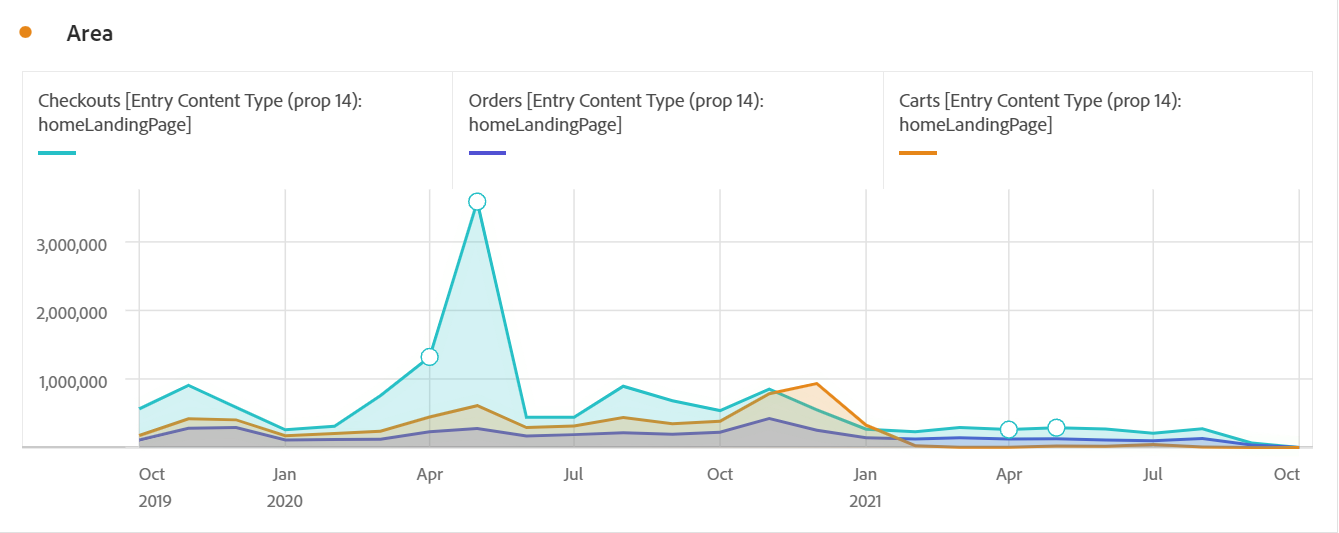 Area
Checkouts [Entry Content Type (prop 14):
homeLandingPage]
Orders [Entry Content Type (prop 14):
homeLandingPage]
Carts [Entry Content Type (prop 14):
homeLandingPage]
3,000,000
2,000,000
1,000,000
Oct Jan Apr Jul Oct Jan Apr Jul Oct
2019 2020 2021